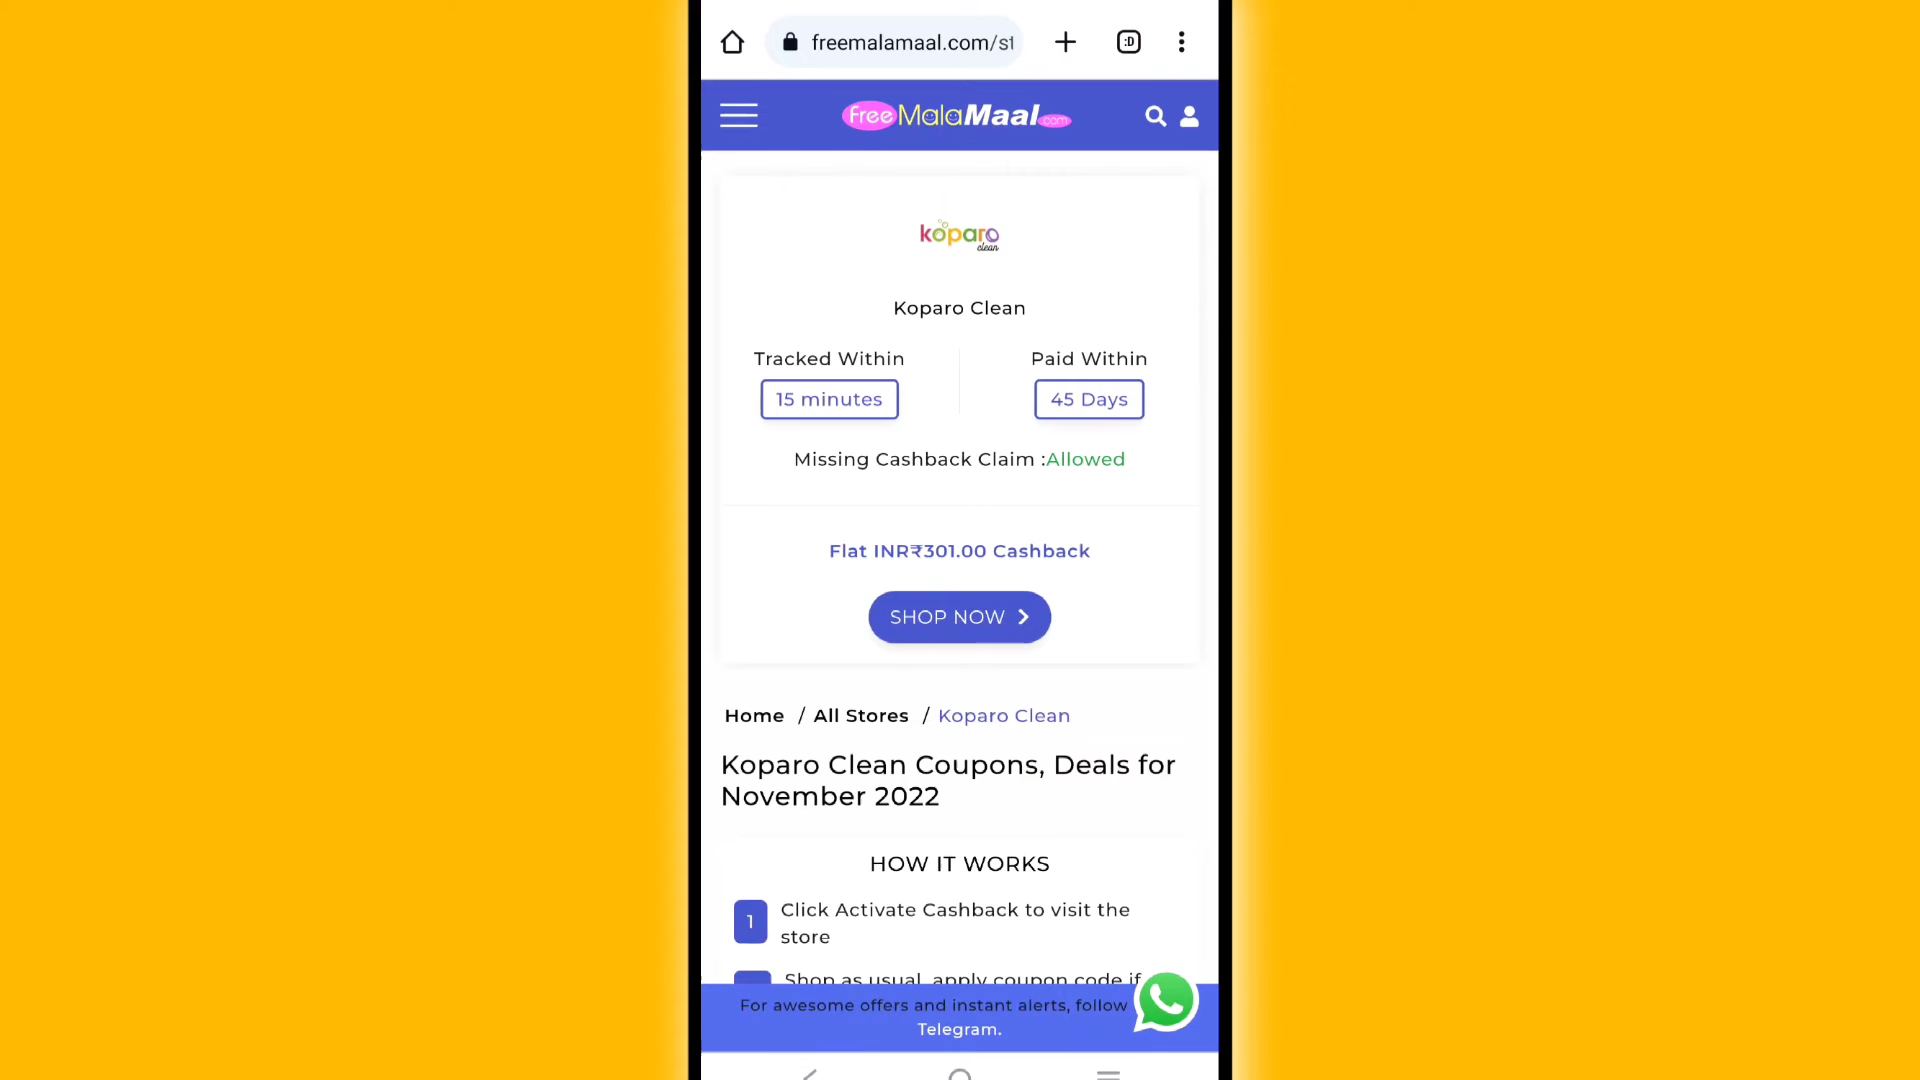 freemalamaal.com/st
:D
free MalaMaal .com
koparo
clean
Koparo Clean
Tracked Within
Paid Within
15 minutes
45 Days
Missing Cashback Claim :Allowed
Flat INR₹301.00 Cashback
SHOP NOW
Home / All Stores / Koparo Clean
Koparo Clean Coupons, Deals for
November 2022
HOW IT WORKS
1
Click Activate Cashback to visit the
store
Shop as usual, apply coupon code if
For awesome offers and instant alerts, follow
Telegram.